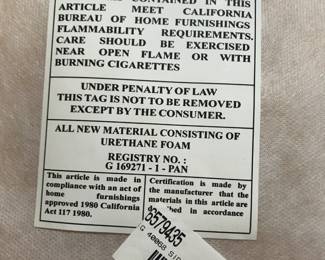 CONTAINED IN THIS
ARTICLE MEET CALIFORNIA
BUREAU OF HOME FURNISHINGS
FLAMMABILITY REQUIREMENTS.
CARE SHOULD BE EXERCISED
NEAR OPEN FLAME OR WITH
BURNING CIGARETTES
UNDER PENALTY OF LAW
THIS TAG IS NOT TO BE REMOVED
EXCEPT BY THE CONSUMER.
ALL NEW MATERIAL CONSISTING OF
URETHANE FOAM
REGISTRY NO. :
G 169271 - 1 - PAN
This article is made in
compliance with an act of
home furnishings
approved 1980 California
Act 117 1980.
Certification is made by
the manufacturer that the
materials in this article are
in accordance
6579435
G 40068